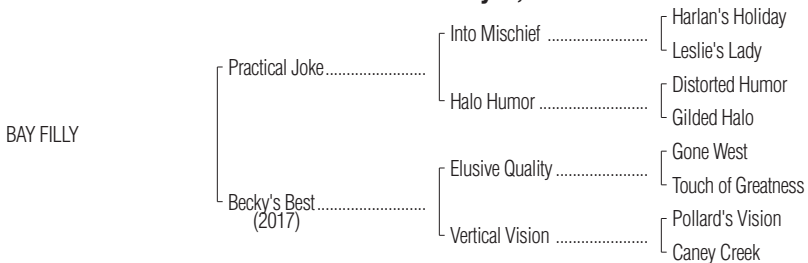 Harlan's Holiday
Into Mischief ........................
Leslie's Lady
Practical Joke........................
Distorted Humor
Halo Humor ..........................
Gilded Halo
BAY FILLY
Gone West
Elusive Quality ......................
Touch of Greatness
Becky's Best..........................
(2017)
Pollard's Vision
Vertical Vision ......................
Caney Creek